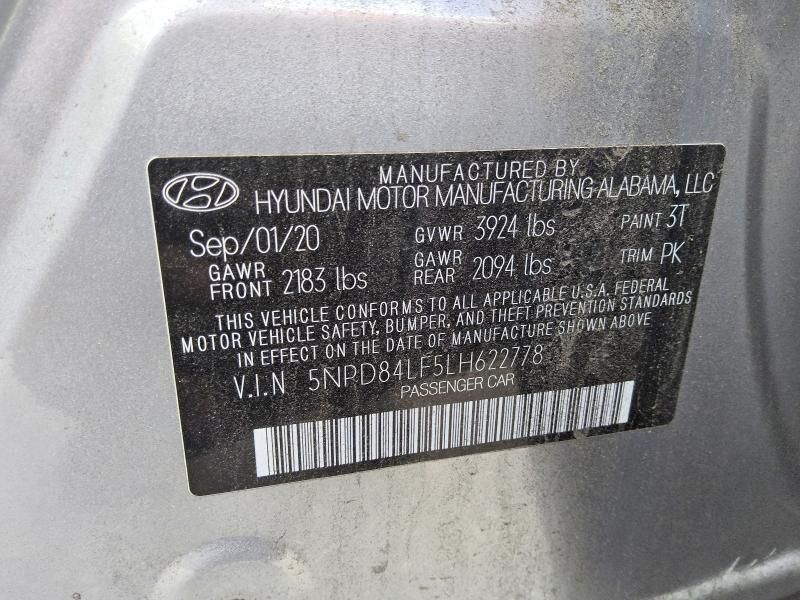 MANUFACTURED BY
HYUNDAI MOTOR MANUFACTURING ALABAMA, LLC
Sep/01/20 GVWR 3924 lbs PAINT 3T
GAWR FRONT 2183 lbs GAWR REAR 2094 lbs TRIM PK
THIS VEHICLE CONFORMS TO ALL APPLICABLE U.S.A. FEDERAL
MOTOR VEHICLE SAFETY, BUMPER, AND THEFT PREVENTION STANDARDS
IN EFFECT ON THE DATE OF MANUFACTURE SHOWN ABOVE
V.I.N 5NPD84LF5LH622778
PASSENGER CAR